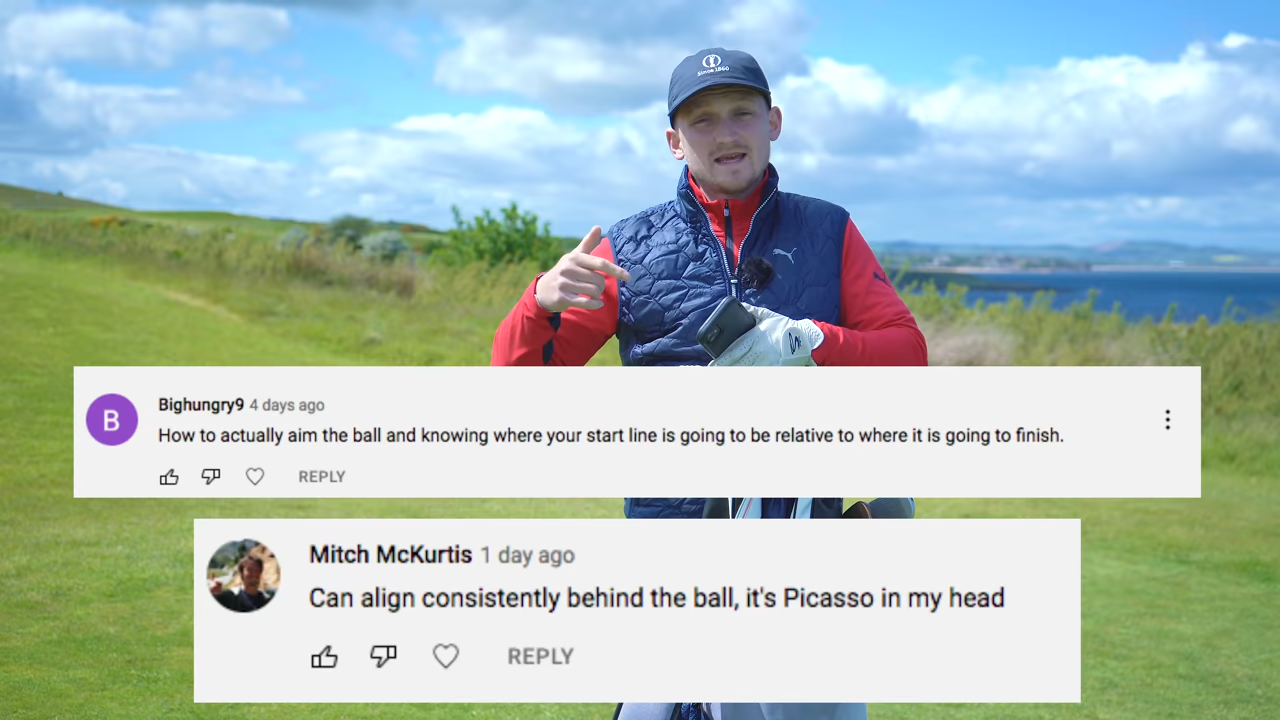 Since 1860
B
Bighungry9 4 days ago
How to actually aim the ball and knowing where your start line is going to be relative to where it is going to finish.
REPLY
Mitch McKurtis 1 day ago
Can align consistently behind the ball, it's Picasso in my head
REPLY